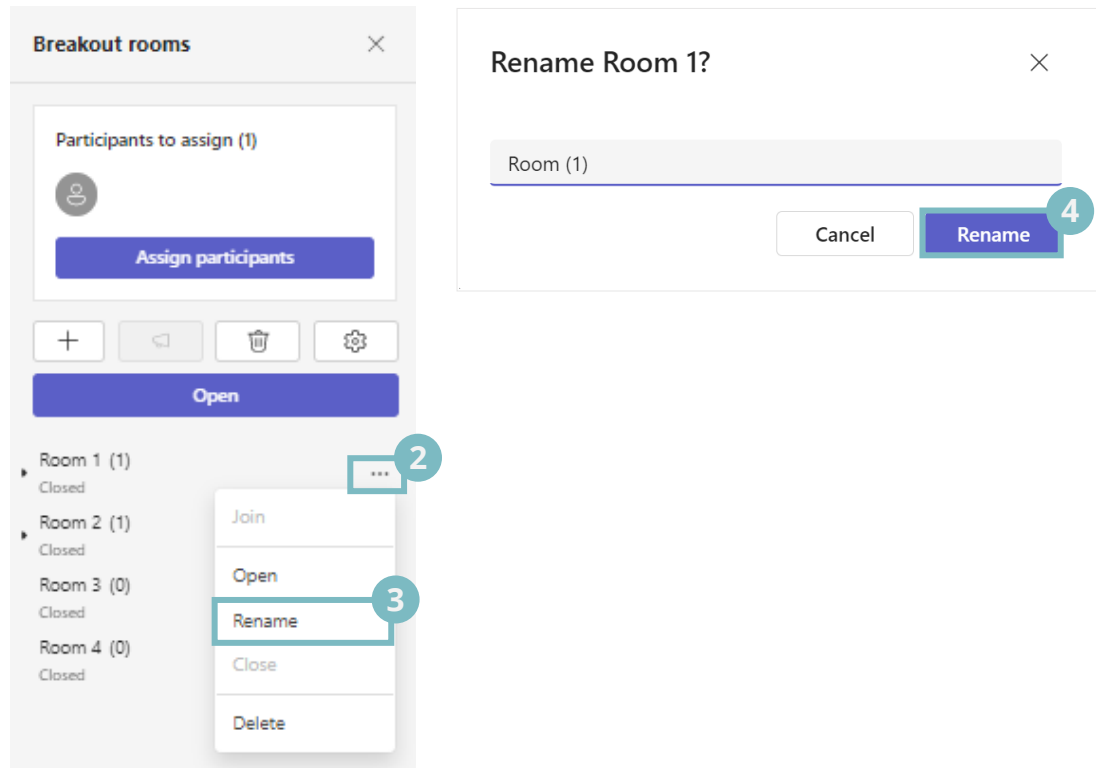 Breakout rooms
Participants to assign (1)
Assign participants
Open
Room 1 (1)
Closed
2
Room 2 (1)
Closed
Room 3 (0)
Closed
Room 4 (0)
Closed
Join
Open
Rename
3
Close
Delete
Rename Room 1?
Room (1)
Cancel
Rename
4